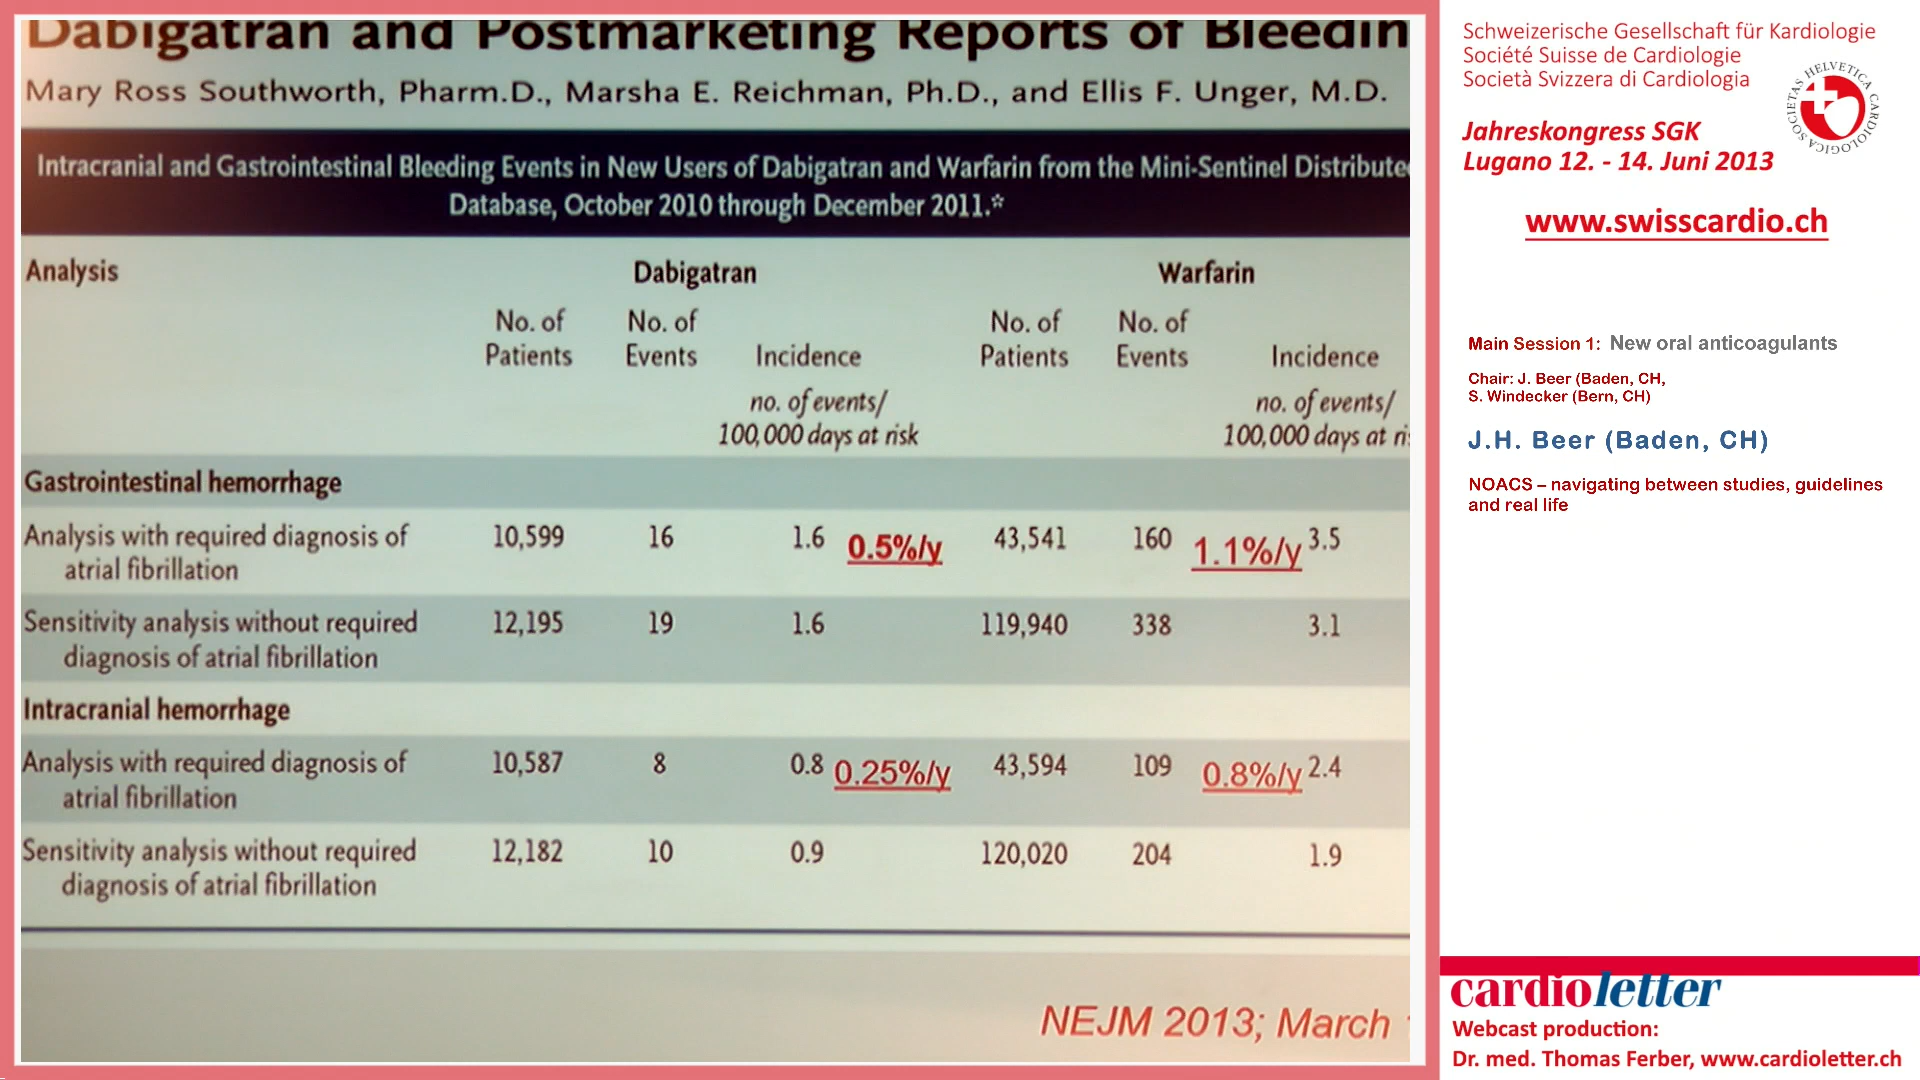 Dabigatran and Postmarketing Reports of Bleedin
Mary Ross Southworth, Pharm.D., Marsha E. Reichman, Ph.D., and Ellis F. Unger, M.D.
Intracranial and Gastrointestinal Bleeding Events in New Users of Dabigatran and Warfarin from the Mini-Sentinel Distribute
Database, October 2010 through December 2011.*
Analysis Dabigatran Warfarin
No. of Patients No. of Events Incidence No. of Patients No. of Events Incidence
no. of events/ 100,000 days at risk no. of events/ 100,000 days at ri
Gastrointestinal hemorrhage
Analysis with required diagnosis of atrial fibrillation 10,599 16 1.6 0.5%/y 43,541 160 1.1%/y 3.5
Sensitivity analysis without required diagnosis of atrial fibrillation 12,195 19 1.6 119,940 338 3.1
Intracranial hemorrhage
Analysis with required diagnosis of atrial fibrillation 10,587 8 0.8 0.25%/y 43,594 109 0.8%/y 2.4
Sensitivity analysis without required diagnosis of atrial fibrillation 12,182 10 0.9 120,020 204 1.9
NEJM 2013; March
Schweizerische Gesellschaft für Kardiologie
Société Suisse de Cardiologie
Società Svizzera di Cardiologia
SOCIETAS HELVETICA CARDIOLOGICA
Jahreskongress SGK
Lugano 12. - 14. Juni 2013
www.swisscardio.ch
Main Session 1: New oral anticoagulants
Chair: J. Beer (Baden, CH,
S. Windecker (Bern, CH)
J.H. Beer (Baden, CH)
NOACS – navigating between studies, guidelines
and real life
cardioletter
Webcast production:
Dr. med. Thomas Ferber, www.cardioletter.ch